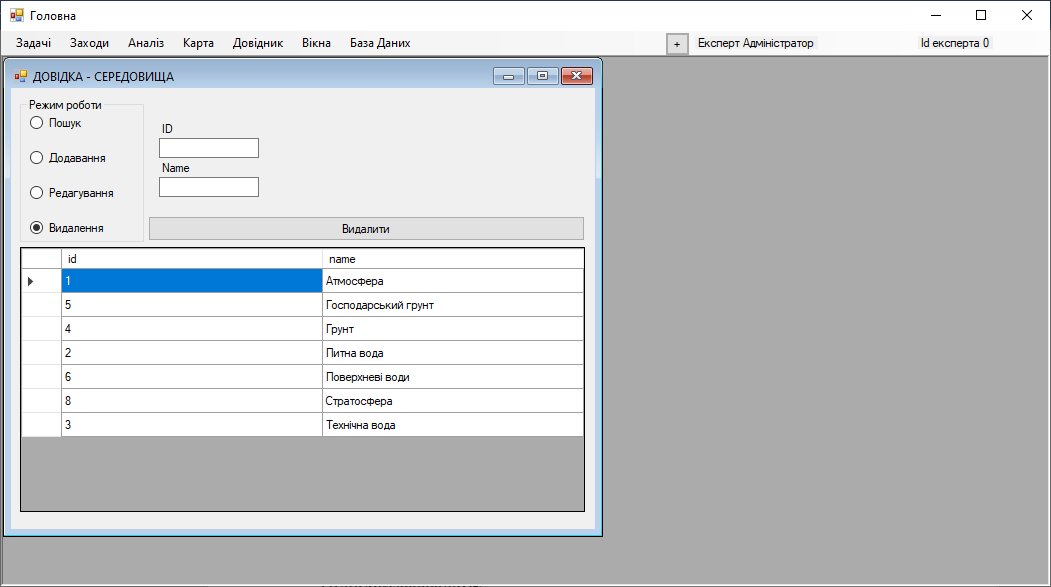 Головна
Задачі Заходи Аналіз Карта Довідник Вікна База Даних + Експерт Адміністратор Id експерта 0
ДОВІДКА - СЕРЕДОВИЩА
Режим роботи
Пошук
ID
Додавання
Name
Редагування
Видалення
Видалити
id name
1 Атмосфера
5 Господарський грунт
4 Грунт
2 Питна вода
6 Поверхневі води
8 Стратосфера
3 Технічна вода